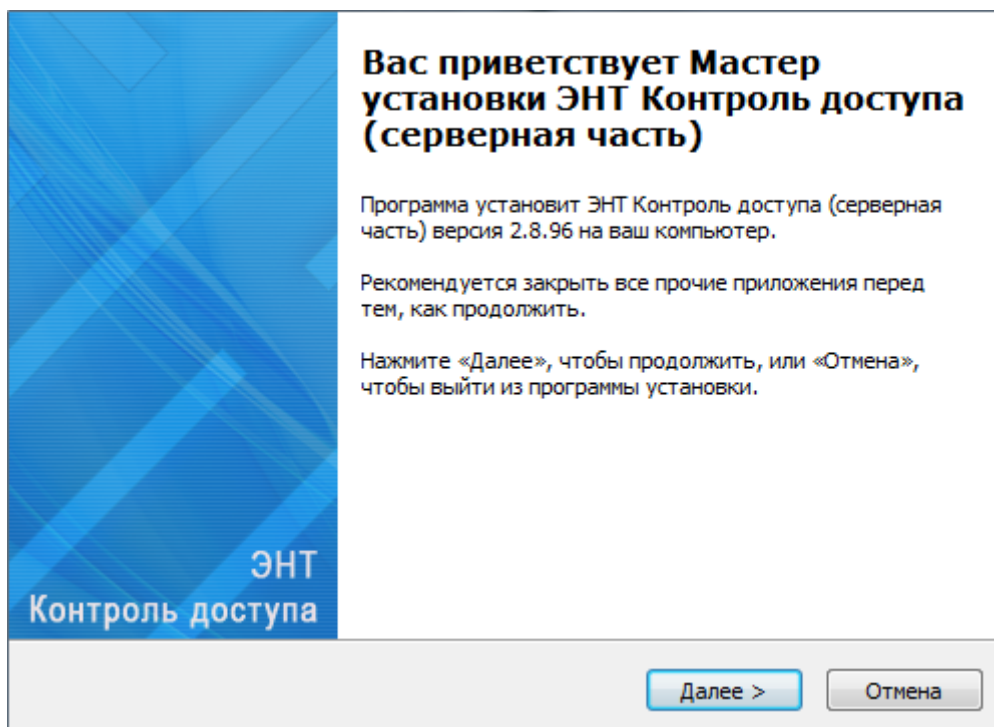 Вас приветствует Мастер
установки ЭНТ Контроль доступа
(серверная часть)
Программа установит ЭНТ Контроль доступа (серверная
часть) версия 2.8.96 на ваш компьютер.
Рекомендуется закрыть все прочие приложения перед
тем, как продолжить.
Нажмите «Далее», чтобы продолжить, или «Отмена»,
чтобы выйти из программы установки.
ЭНТ
Контроль доступа
Далее >
Отмена